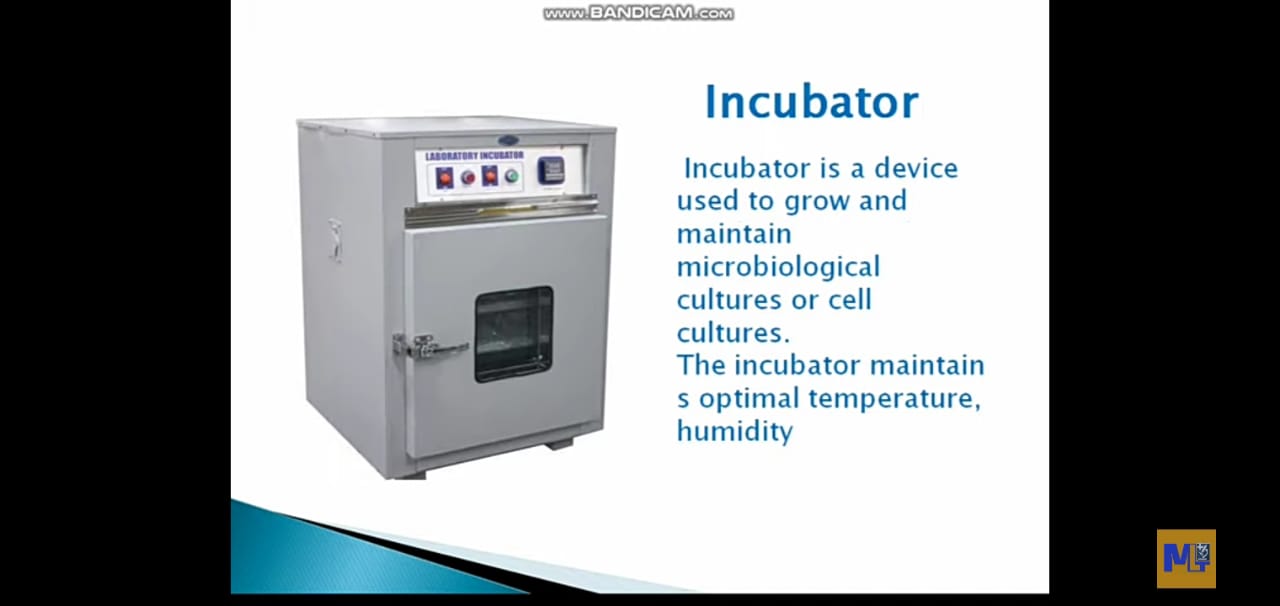 www.BANDICAM.com
Incubator
LABORATORY INCUBATOR
Incubator is a device
used to grow and
maintain
microbiological
cultures or cell
cultures.
The incubator maintain
s optimal temperature,
humidity
MLT